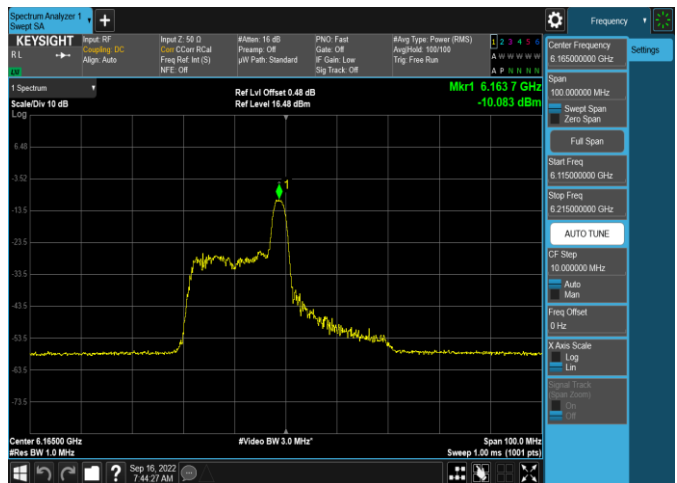 Spectrum Analyzer 1
Swept SA
Frequency
KEYSIGHT
RL
LXI
Input: RF
Coupling: DC
Align: Auto
Input Z: 50 Ω
Corr CCorr RCal
Freq Ref: Int (S)
NFE: Off
#Atten: 16 dB
Preamp: Off
µW Path: Standard
PNO: Fast
Gate: Off
IF Gain: Low
Sig Track: Off
#Avg Type: Power (RMS)
Avg|Hold: 100/100
Trig: Free Run
1 2 3 4 5 6
A W W W W W
A P N N N N
1 Spectrum
Scale/Div 10 dB
Log
Ref Lvl Offset 0.48 dB
Ref Level 16.48 dBm
Mkr1 6.163 7 GHz
-10.083 dBm
6.48
-3.52
-13.5
-23.5
-33.5
-43.5
-53.5
-63.5
-73.5
1
Center 6.16500 GHz
#Res BW 1.0 MHz
#Video BW 3.0 MHz*
Span 100.0 MHz
Sweep 1.00 ms (1001 pts)
Sep 16, 2022
7:44:27 AM
Center Frequency
6.165000000 GHz
Settings
Span
100.000000 MHz
Swept Span
Zero Span
Full Span
Start Freq
6.115000000 GHz
Stop Freq
6.215000000 GHz
AUTO TUNE
CF Step
10.000000 MHz
Auto
Man
Freq Offset
0 Hz
X Axis Scale
Log
Lin
Signal Track
(Span Zoom)
On
Off